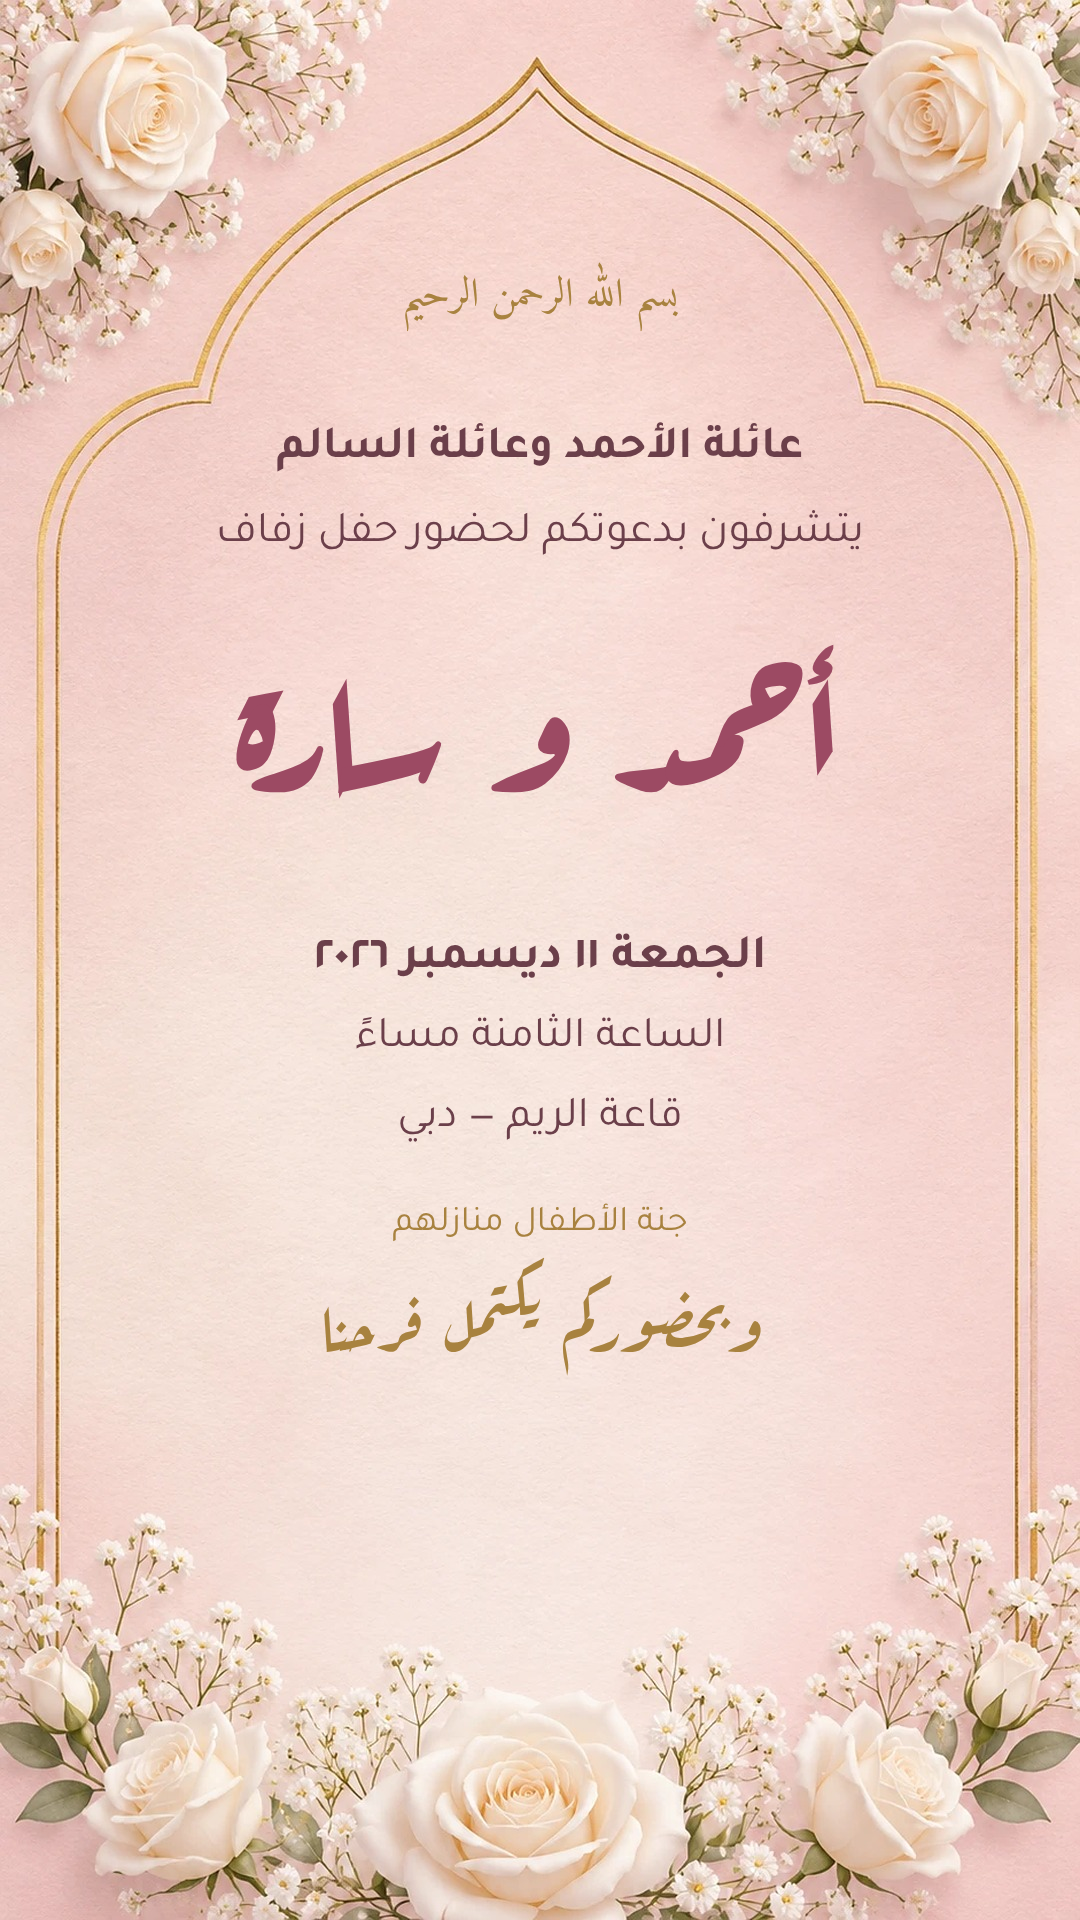 بسم الله الرحمن الرحيم
عائلة الأحمد وعائلة السالم
يتشرفون بدعوتكم لحضور حفل زفاف
أحمد و سارة
الجمعة ١١ ديسمبر ٢٠٢٦
الساعة الثامنة مساءً
قاعة الريم – دبي
جنة الأطفال منازلهم
وبحضوركم يكتمل فرحنا